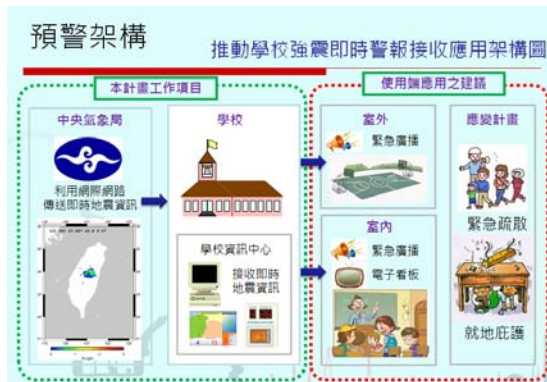 預警架構
推動學校強震即時警報接收應用架構圖
本計畫工作項目
使用端應用之建議
中央氣象局
利用網際網路
傳送即時地震資訊
學校
學校資訊中心
接收即時
地震資訊
室外
緊急廣播
室內
緊急廣播
電子看板
應變計畫
緊急疏散
就地庇護